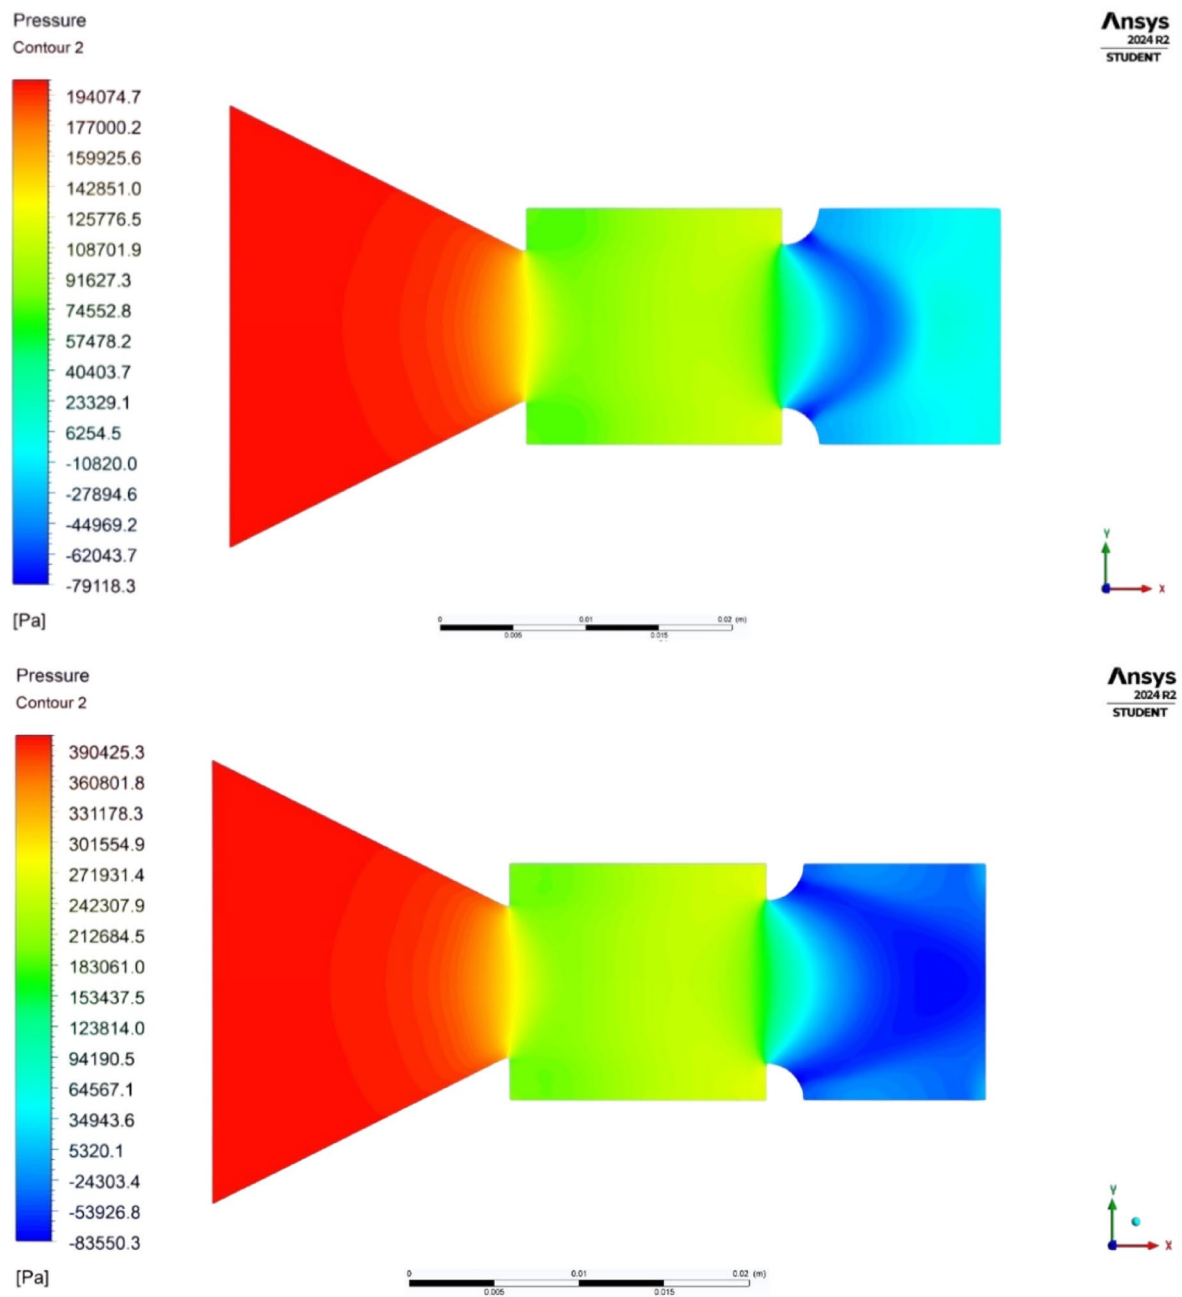 Pressure
Contour 2
Ansys
2024 R2
STUDENT
194074.7
177000.2
159925.6
142851.0
125776.5
108701.9
91627.3
74552.8
57478.2
40403.7
23329.1
6254.5
-10820.0
-27894.6
-44969.2
-62043.7
-79118.3
[Pa]
Y
X
0 0.01 0.02 (m)
0.005 0.015
Pressure
Contour 2
Ansys
2024 R2
STUDENT
390425.3
360801.8
331178.3
301554.9
271931.4
242307.9
212684.5
183061.0
153437.5
123814.0
94190.5
64567.1
34943.6
5320.1
-24303.4
-53926.8
-83550.3
[Pa]
Y
X
0 0.01 0.02 (m)
0.005 0.015